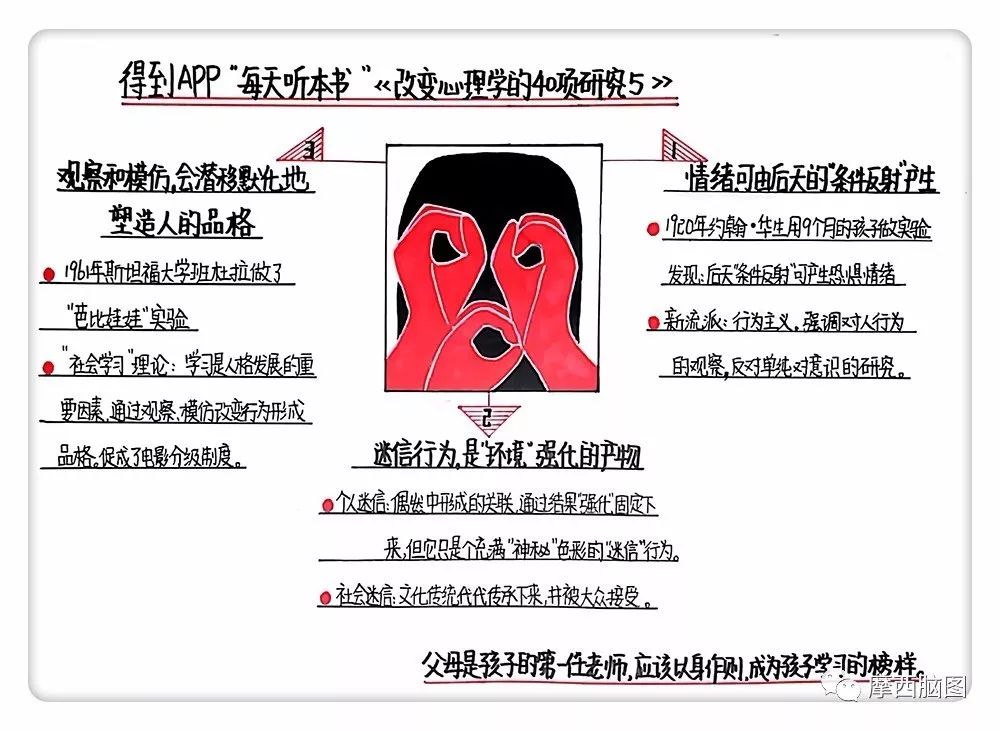 得到APP“每天听本书”《改变心理学的40项研究5》
1
情绪可由后天的“条件反射”产生
1920年约翰·华生用9个月的孩子做实验
发现:后天“条件反射”可产生恐惧情绪
新流派:行为主义,强调对人行为
的观察,反对单纯对意识的研究。
2
迷信行为,是“环境”强化的产物
个人迷信:偶发中形成的关联,通过结果“强化”固定下
来,但它只是个充满“神秘”色彩的“迷信”行为。
社会迷信:文化传统代代传承下来,并被大众接受。
3
观察和模仿,会潜移默化地
塑造人的品格
1961年斯坦福大学班杜拉做了
“芭比娃娃”实验
“社会学习”理论:学习是人格发展的重
要因素,通过观察、模仿改变行为形成
品格。促成了电影分级制度。
父母是孩子的第一任老师,应该以身作则,成为孩子学习的榜样。
摩西脑图